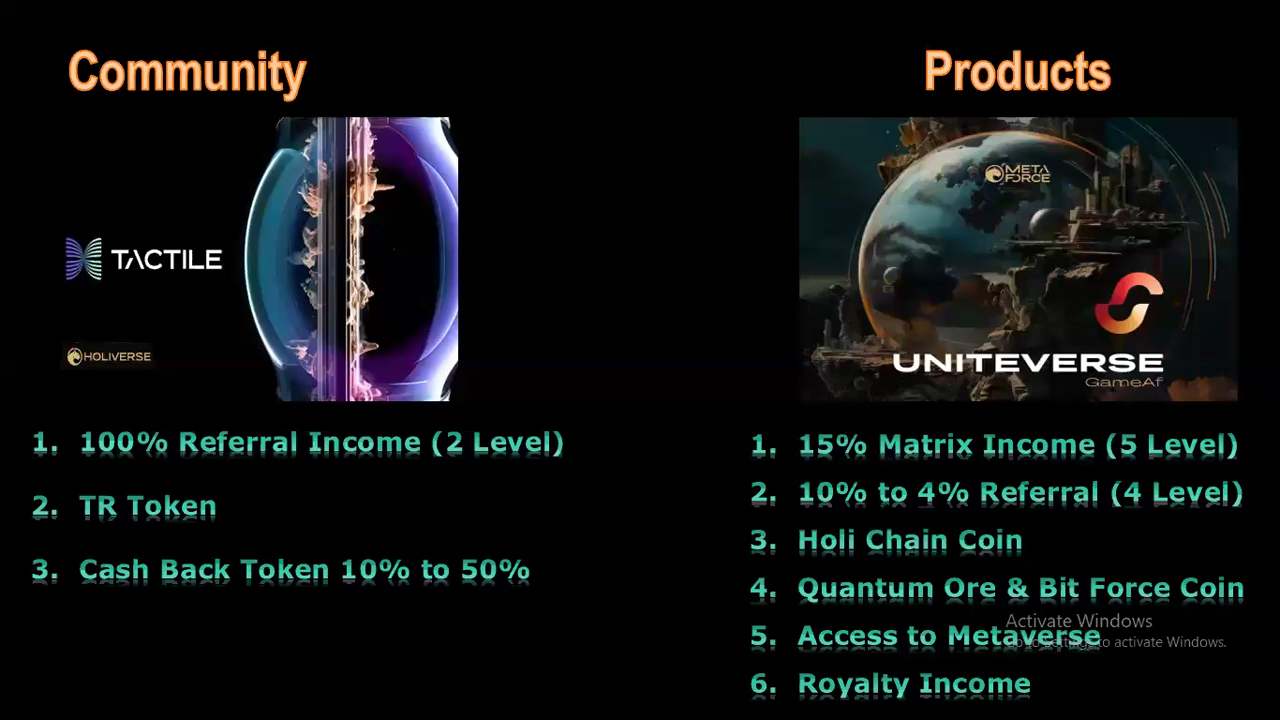 Community
Products
TACTILE
HOLIVERSE
META
FORCE
UNITEVERSE
GameAf
1. 100% Referral Income (2 Level)
2. TR Token
3. Cash Back Token 10% to 50%
1. 15% Matrix Income (5 Level)
2. 10% to 4% Referral (4 Level)
3. Holi Chain Coin
4. Quantum Ore & Bit Force Coin
5. Access to Metaverse
6. Royalty Income
Activate Windows
Go to Settings to activate Windows.